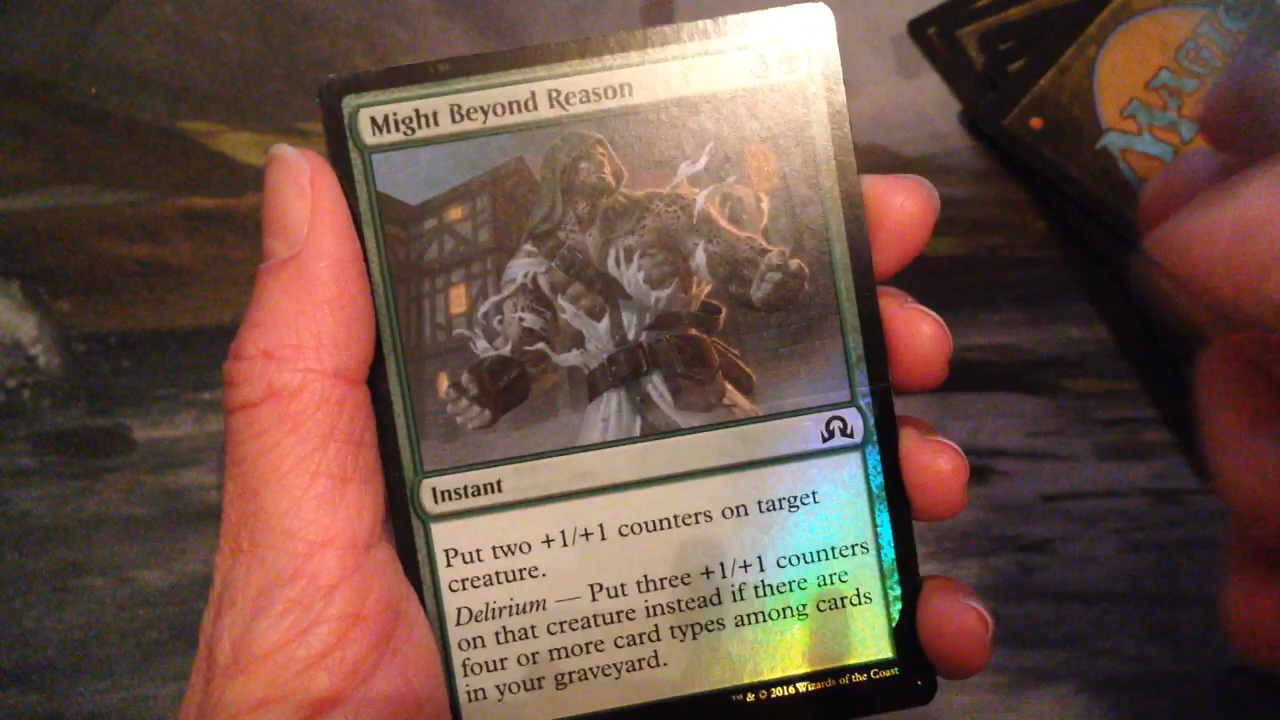 Might Beyond Reason
3
MAGIC
Instant
Put two +1/+1 counters on target
creature.
Delirium — Put three +1/+1 counters
on that creature instead if there are
four or more card types among cards
in your graveyard.
™ & © 2016 Wizards of the Coast